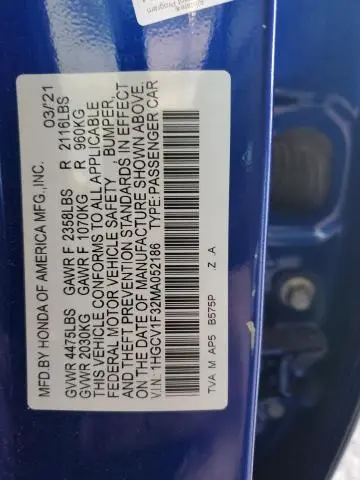 MFD.BY HONDA OF AMERICA MFG.,INC. 03/21
GVWR 4475LBS GAWR F 2358LBS R 2116LBS
GVWR 2030KG GAWR F 1070KG R 960KG
THIS VEHICLE CONFORMS TO ALL APPLICABLE
FEDERAL MOTOR VEHICLE SAFETY, BUMPER,
AND THEFT PREVENTION STANDARDS IN EFFECT
ON THE DATE OF MANUFACTURE SHOWN ABOVE.
V.I.N.: 1HGCV1F32MA052186 TYPE:PASSENGER CAR
TVA M AP5 B575P Z A
Program